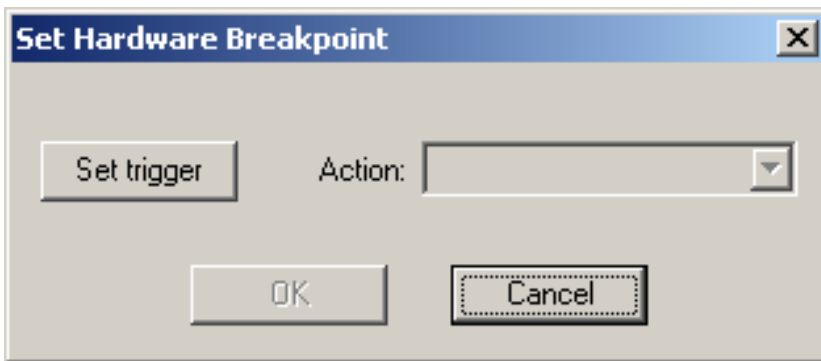 Set Hardware Breakpoint
Set trigger
Action:
OK
Cancel